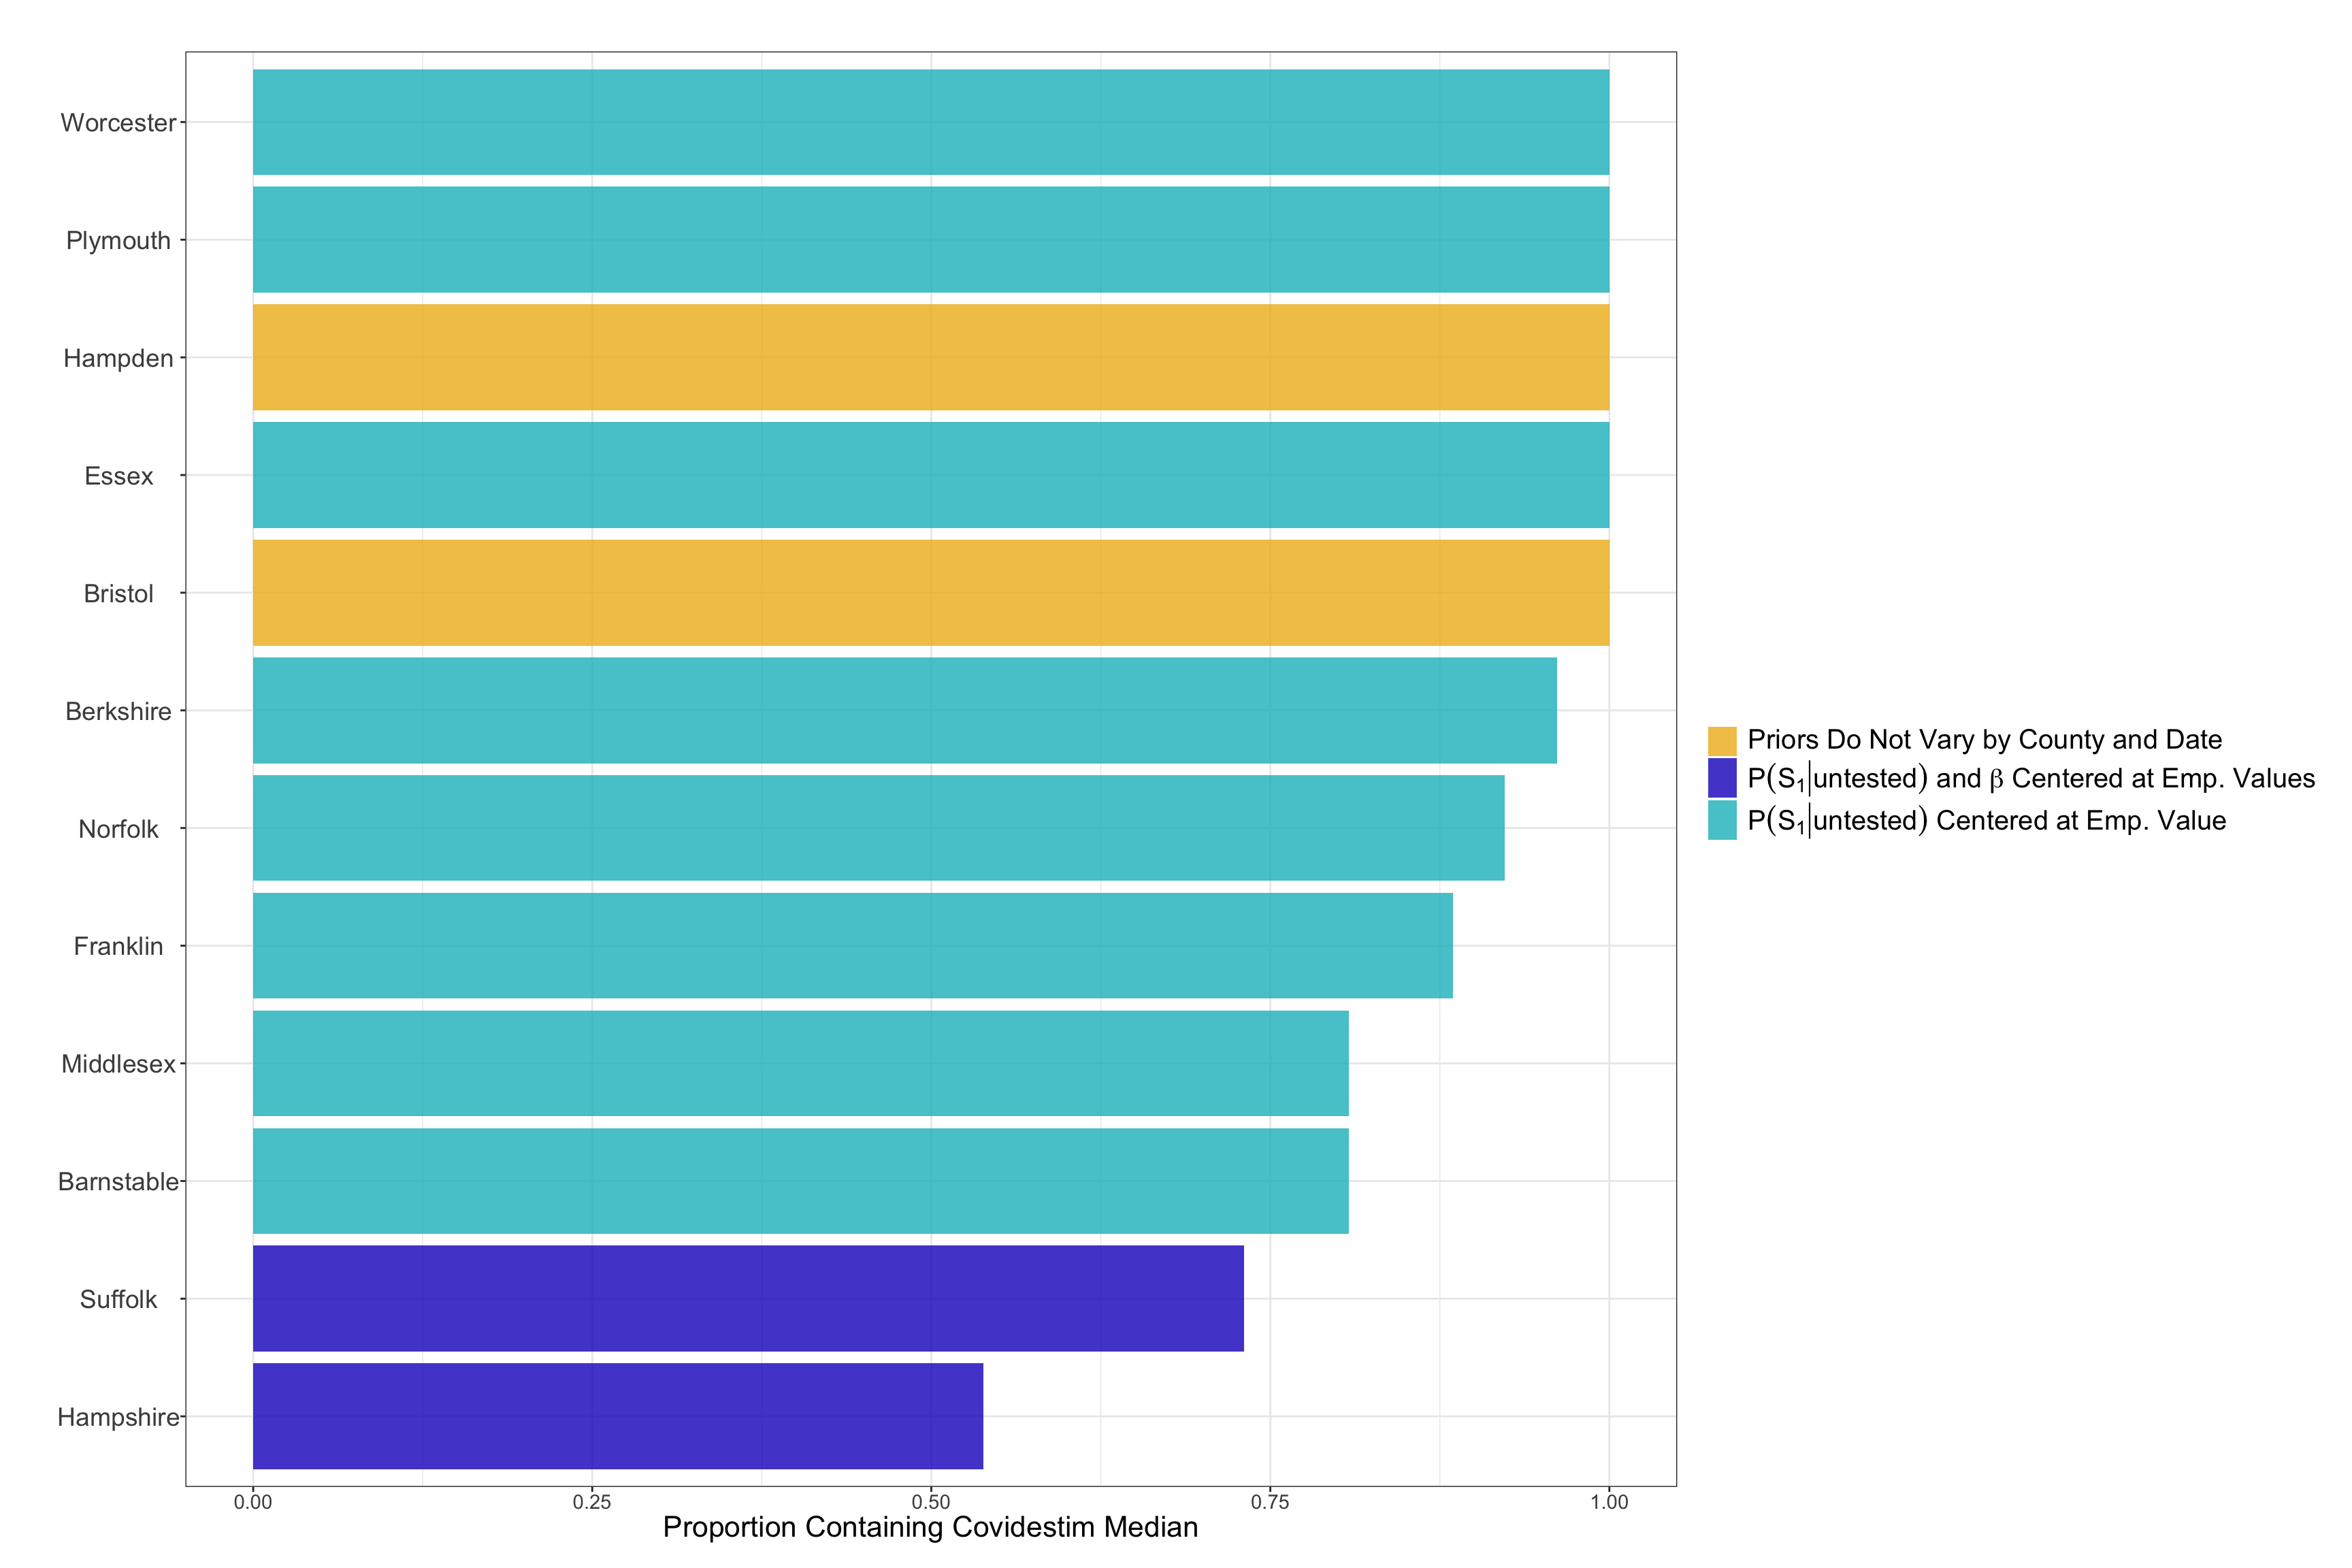 Worcester
Plymouth
Hampden
Essex
Bristol
Berkshire
Norfolk
Franklin
Middlesex
Barnstable
Suffolk
Hampshire
0.00 0.25 0.50 0.75 1.00
Proportion Containing Covidestim Median
Priors Do Not Vary by County and Date
P(S₁|untested) and β Centered at Emp. Values
P(S₁|untested) Centered at Emp. Value